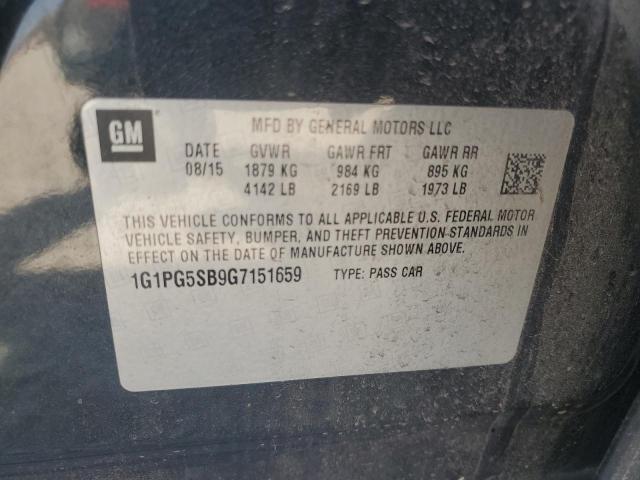 GM
MFD BY GENERAL MOTORS LLC
DATE GVWR GAWR FRT GAWR RR
08/15 1879 KG 984 KG 895 KG
4142 LB 2169 LB 1973 LB
THIS VEHICLE CONFORMS TO ALL APPLICABLE U.S. FEDERAL MOTOR
VEHICLE SAFETY, BUMPER, AND THEFT PREVENTION STANDARDS IN
EFFECT ON THE DATE OF MANUFACTURE SHOWN ABOVE.
1G1PG5SB9G7151659 TYPE: PASS CAR